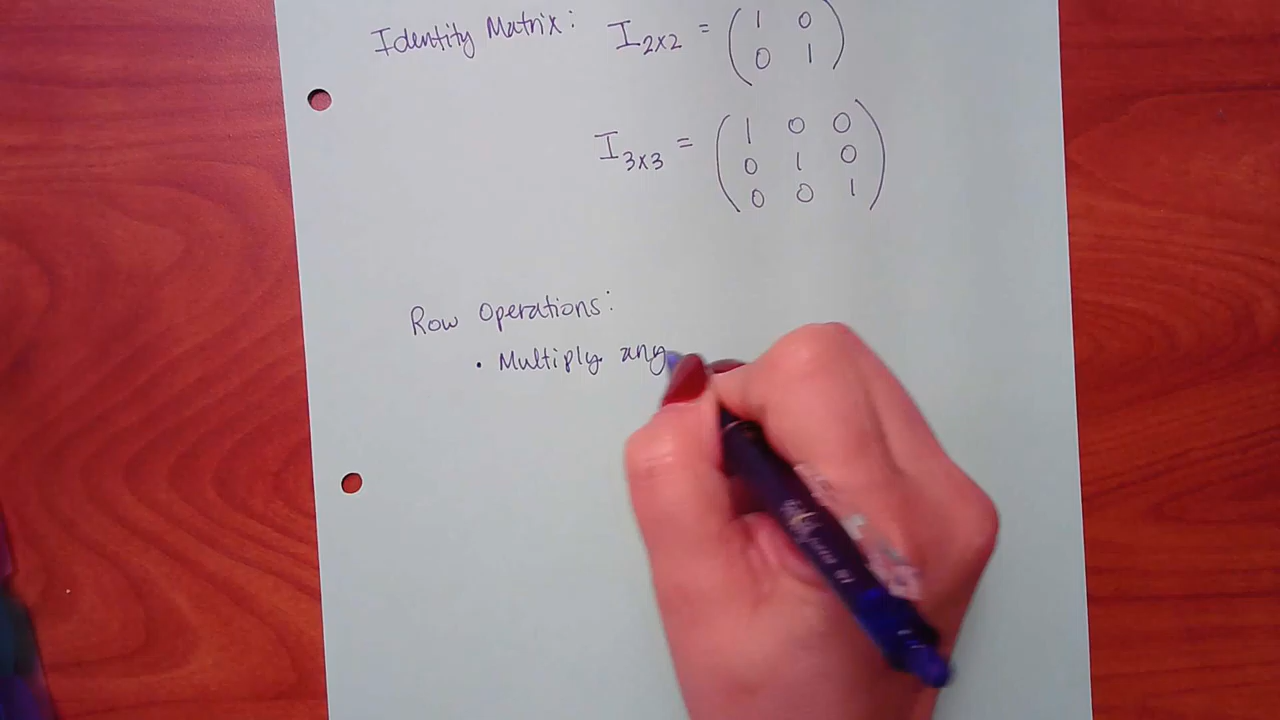 Identity Matrix: I2x2 = (1 0
0 1)
I3x3 = (1 0 0
0 1 0
0 0 1)
Row Operations:
• Multiply any